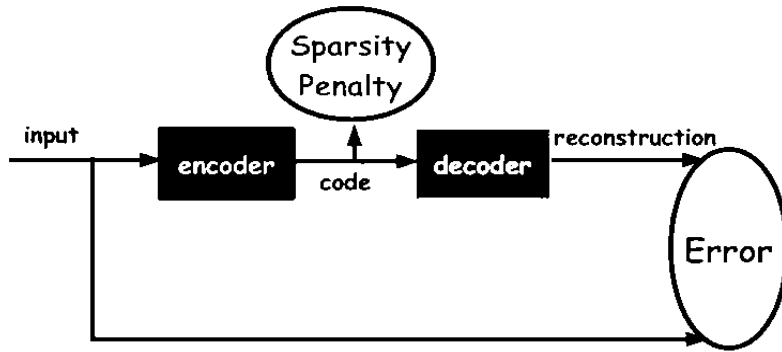 Sparsity
Penalty
input
encoder
code
decoder
reconstruction
Error